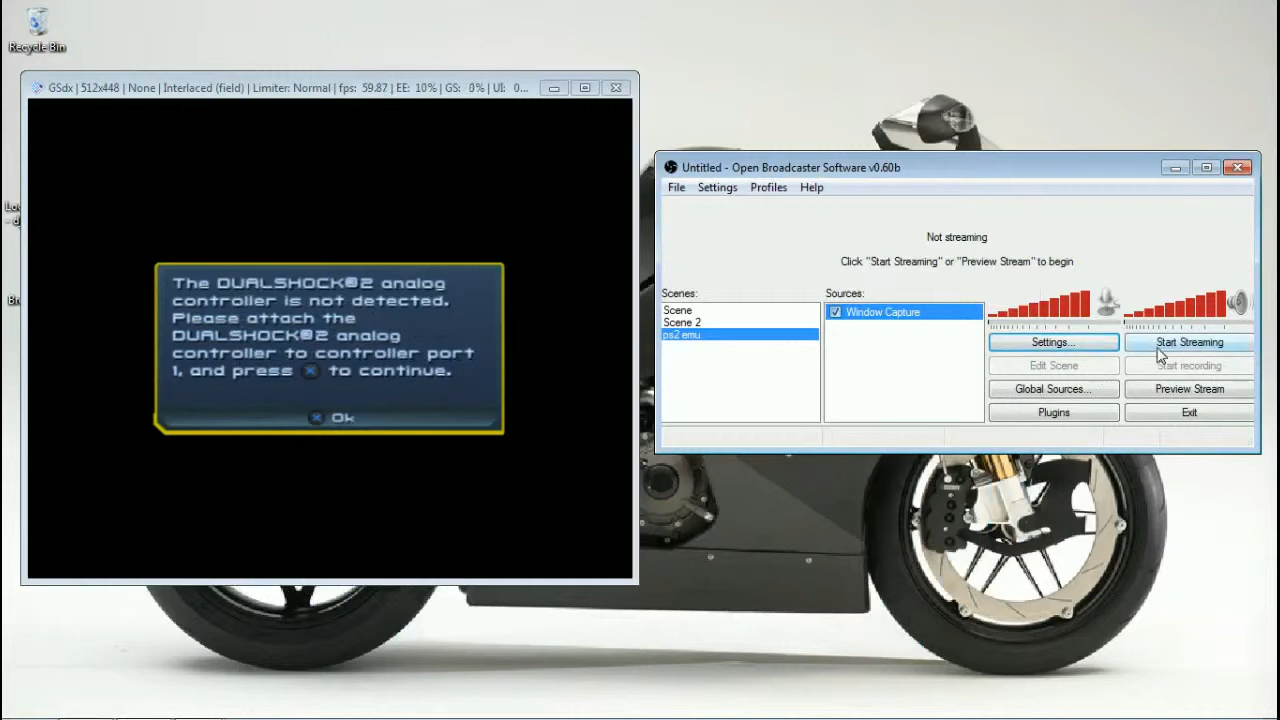 Recycle Bin
GSdx | 512x448 | None | Interlaced (field) | Limiter: Normal | fps: 59.87 | EE: 10% | GS: 0% | UI: 0...
The DUALSHOCK®2 analog
controller is not detected.
Please attach the
DUALSHOCK®2 analog
controller to controller port
1, and press to continue.
Ok
Untitled - Open Broadcaster Software v0.60b
File Settings Profiles Help
Not streaming
Click "Start Streaming" or "Preview Stream" to begin
Scenes:
Scene
Scene 2
ps2 emu
Sources:
Window Capture
Settings...
Start Streaming
Edit Scene
Start recording
Global Sources...
Preview Stream
Plugins
Exit